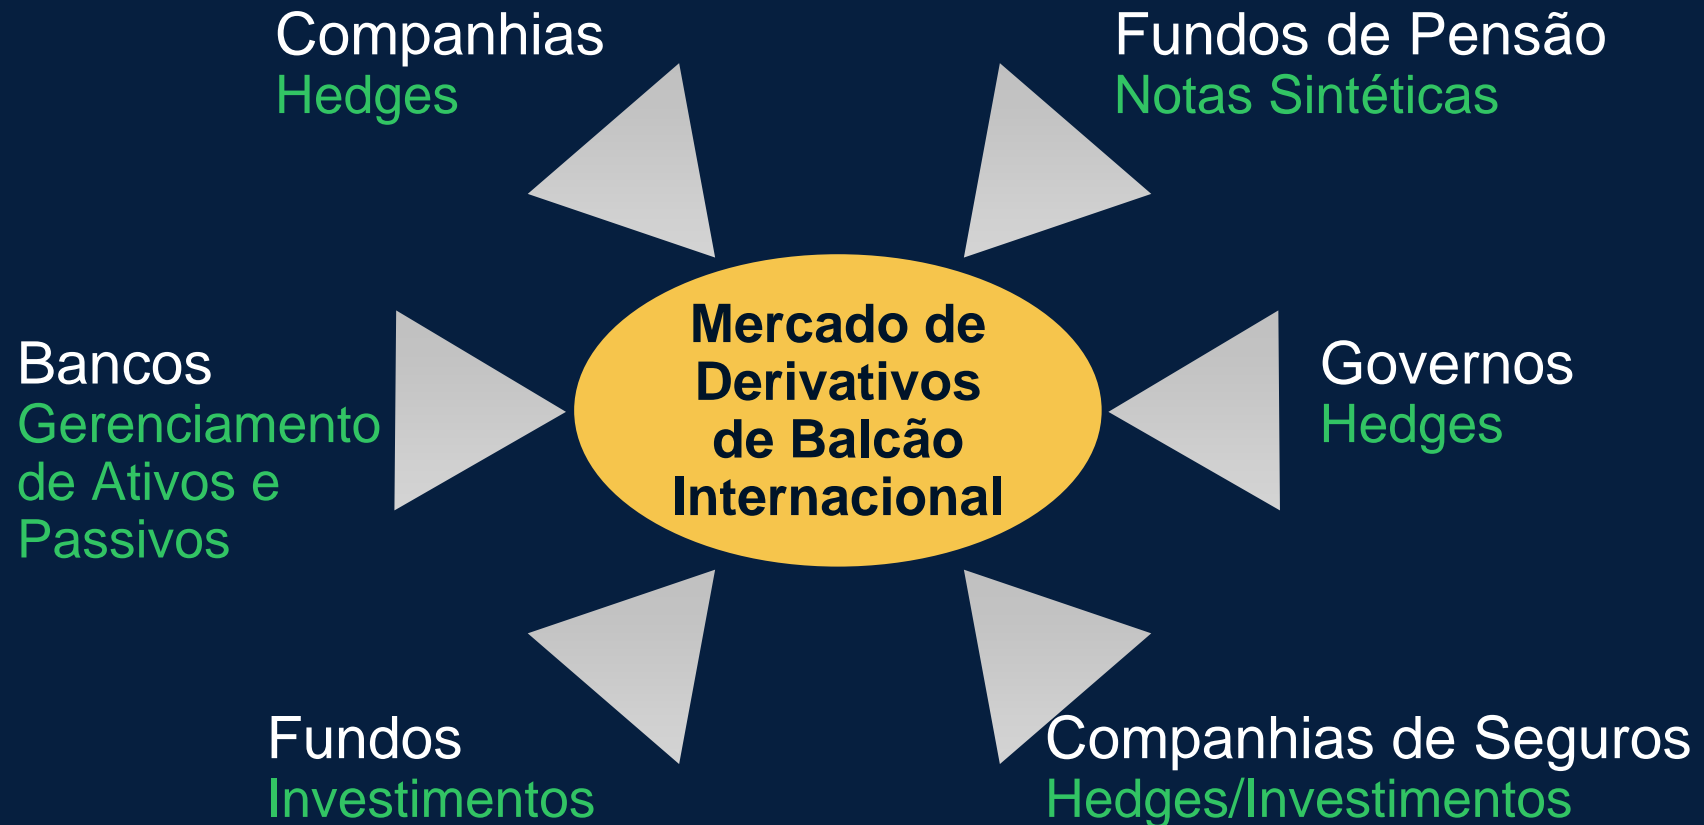 Companhias
Hedges
Fundos de Pensão
Notas Sintéticas
Bancos
Gerenciamento
de Ativos e
Passivos
Mercado de
Derivativos
de Balcão
Internacional
Governos
Hedges
Fundos
Investimentos
Companhias de Seguros
Hedges/Investimentos